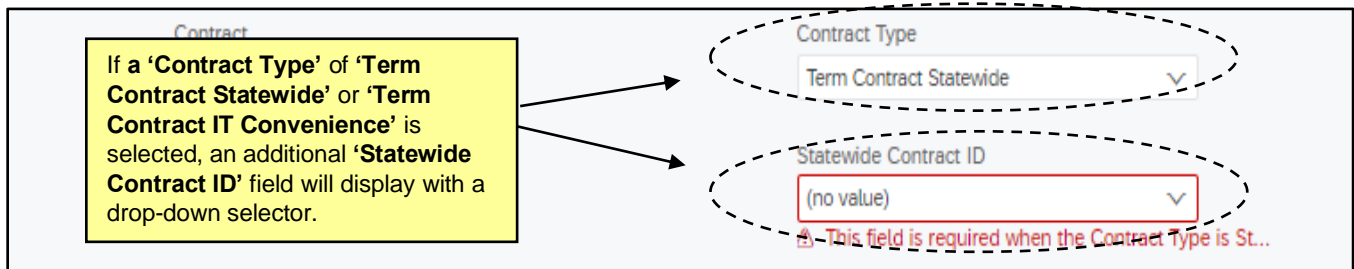 Contract
If a ‘Contract Type’ of ‘Term
Contract Statewide’ or ‘Term
Contract IT Convenience’ is
selected, an additional ‘Statewide
Contract ID’ field will display with a
drop-down selector.
Contract Type
Term Contract Statewide
Statewide Contract ID
(no value)
This field is required when the Contract Type is St...